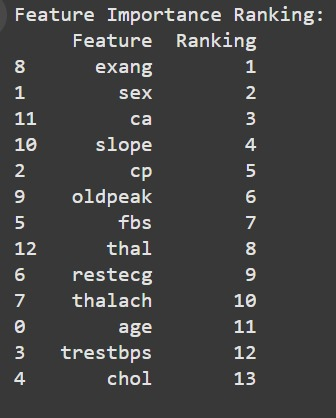 Feature Importance Ranking:
Feature Ranking
8 exang 1
1 sex 2
11 ca 3
10 slope 4
2 cp 5
9 oldpeak 6
5 fbs 7
12 thal 8
6 restecg 9
7 thalach 10
0 age 11
3 trestbps 12
4 chol 13